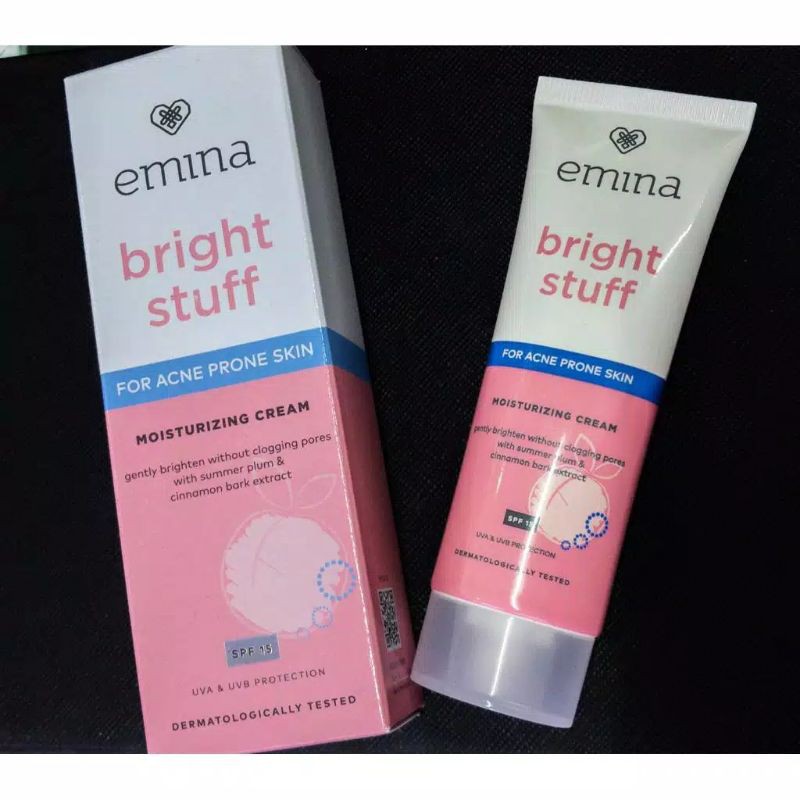 emina
bright
stuff
FOR ACNE PRONE SKIN
MOISTURIZING CREAM
gently brighten without clogging pores
with summer plum &
cinnamon bark extract
SPF 15
UVA & UVB PROTECTION
DERMATOLOGICALLY TESTED
emina
bright
stuff
FOR ACNE PRONE SKIN
MOISTURIZING CREAM
gently brighten without clogging pores
with summer plum &
cinnamon bark extract
SPF 15
UVA & UVB PROTECTION
DERMATOLOGICALLY TESTED